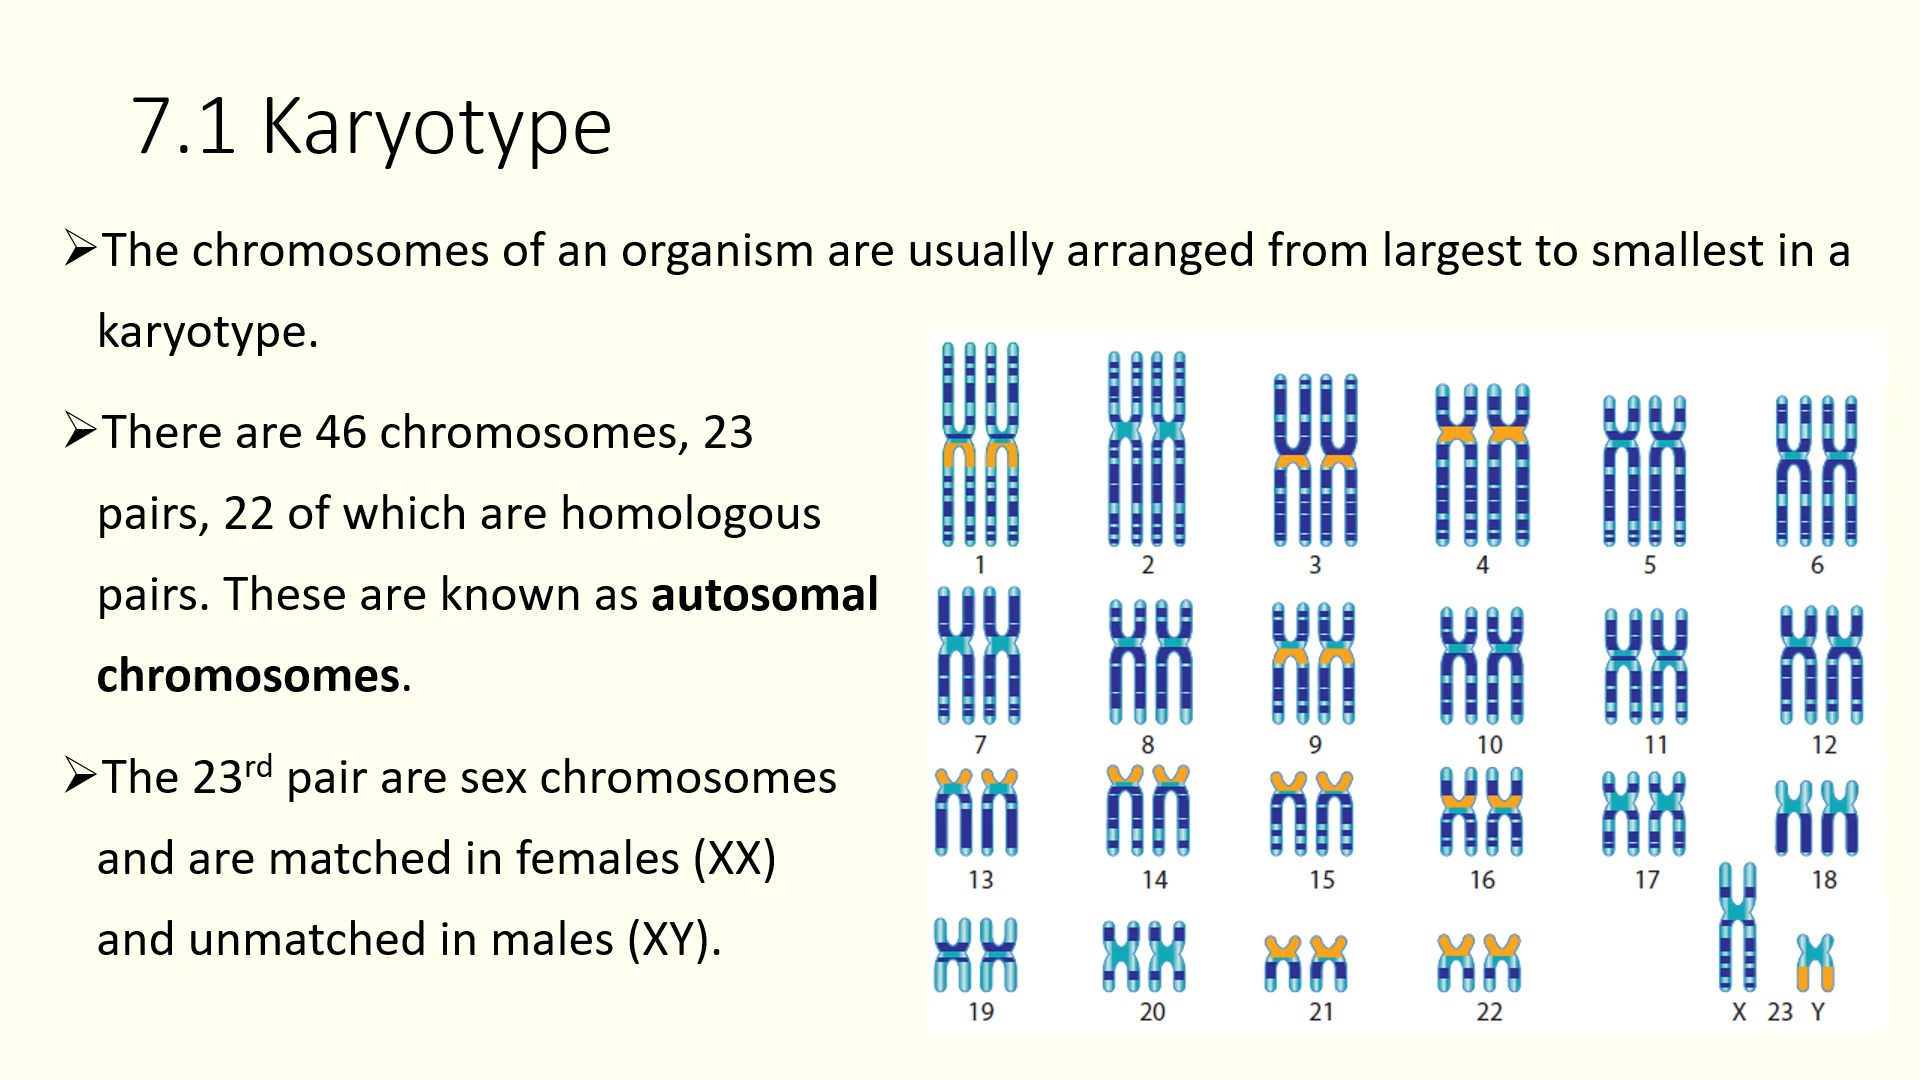 7.1 Karyotype
➢The chromosomes of an organism are usually arranged from largest to smallest in a
karyotype.
➢There are 46 chromosomes, 23
pairs, 22 of which are homologous
pairs. These are known as autosomal
chromosomes.
➢The 23rd pair are sex chromosomes
and are matched in females (XX)
and unmatched in males (XY).
1 2 3 4 5 6
7 8 9 10 11 12
13 14 15 16 17 18
19 20 21 22 X 23 Y